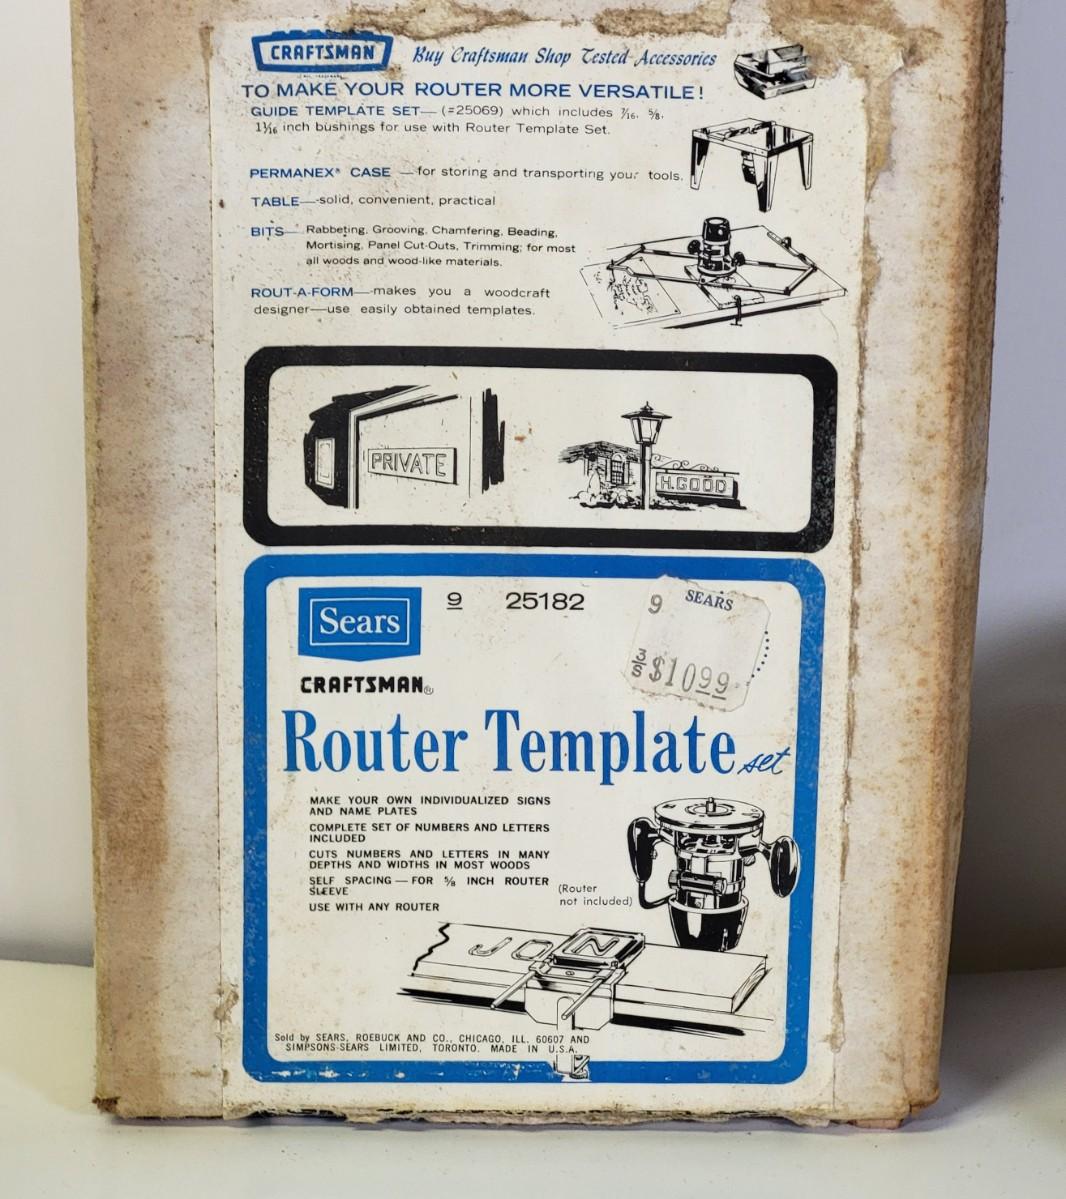 CRAFTSMAN
Buy Craftsman Shop Tested Accessories
TO MAKE YOUR ROUTER MORE VERSATILE!
GUIDE TEMPLATE SET—(#25069) which includes 7/16, 5/8,
1 1/16 inch bushings for use with Router Template Set.
PERMANEX® CASE—for storing and transporting your tools.
TABLE—solid, convenient, practical
BITS—Rabbeting, Grooving, Chamfering, Beading,
Mortising, Panel Cut-Outs, Trimming; for most
all woods and wood-like materials.
ROUT-A-FORM—makes you a woodcraft
designer—use easily obtained templates.
PRIVATE
H.GOOD
Sears
9 25182
9 SEARS
3/S $10.99
CRAFTSMAN®
Router Template set
MAKE YOUR OWN INDIVIDUALIZED SIGNS
AND NAME PLATES
COMPLETE SET OF NUMBERS AND LETTERS
INCLUDED
CUTS NUMBERS AND LETTERS IN MANY
DEPTHS AND WIDTHS IN MOST WOODS
SELF SPACING—FOR 5/8 INCH ROUTER
SLEEVE
USE WITH ANY ROUTER
(Router
not included)
JON
Sold by SEARS, ROEBUCK AND CO., CHICAGO, ILL. 60607 AND
SIMPSONS-SEARS LIMITED, TORONTO. MADE IN U.S.A.